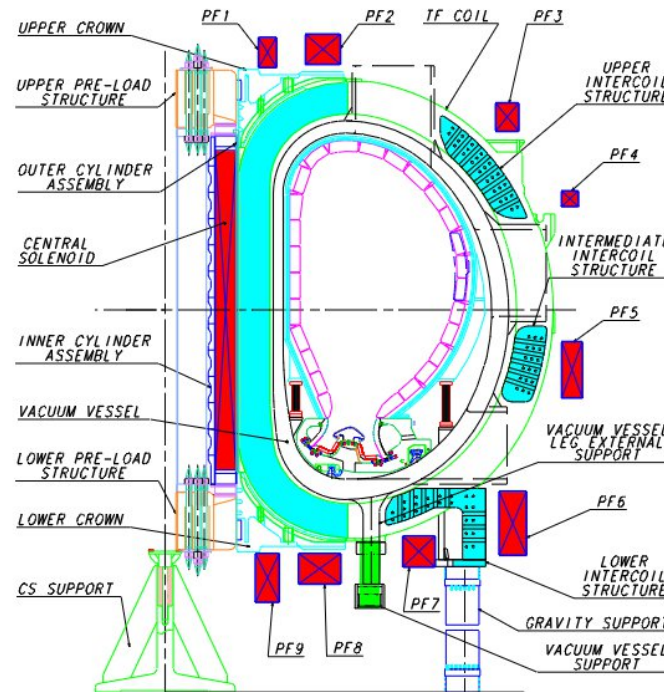 UPPER CROWN
PF1
PF2
TF COIL
PF3
UPPER PRE-LOAD
STRUCTURE
UPPER
INTERCOIL
STRUCTURE
OUTER CYLINDER
ASSEMBLY
PF4
CENTRAL
SOLENOID
INTERMEDIATE
INTERCOIL
STRUCTURE
INNER CYLINDER
ASSEMBLY
PF5
VACUUM VESSEL
VACUUM VESSEL
LEG EXTERNAL
SUPPORT
LOWER PRE-LOAD
STRUCTURE
PF6
LOWER CROWN
LOWER
INTERCOIL
STRUCTURE
CS SUPPORT
PF7
GRAVITY SUPPORT
PF9
PF8
VACUUM VESSEL
SUPPORT